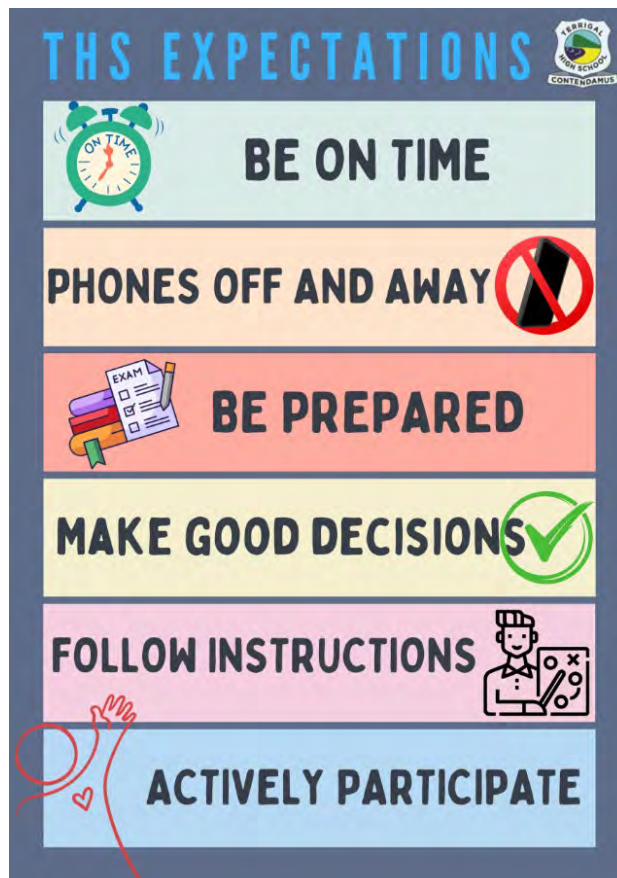 THS EXPECTATIONS
TERRIGAL
HIGH SCHOOL
CONTENDAMUS
ON TIME
BE ON TIME
PHONES OFF AND AWAY
EXAM
BE PREPARED
MAKE GOOD DECISIONS
FOLLOW INSTRUCTIONS
ACTIVELY PARTICIPATE